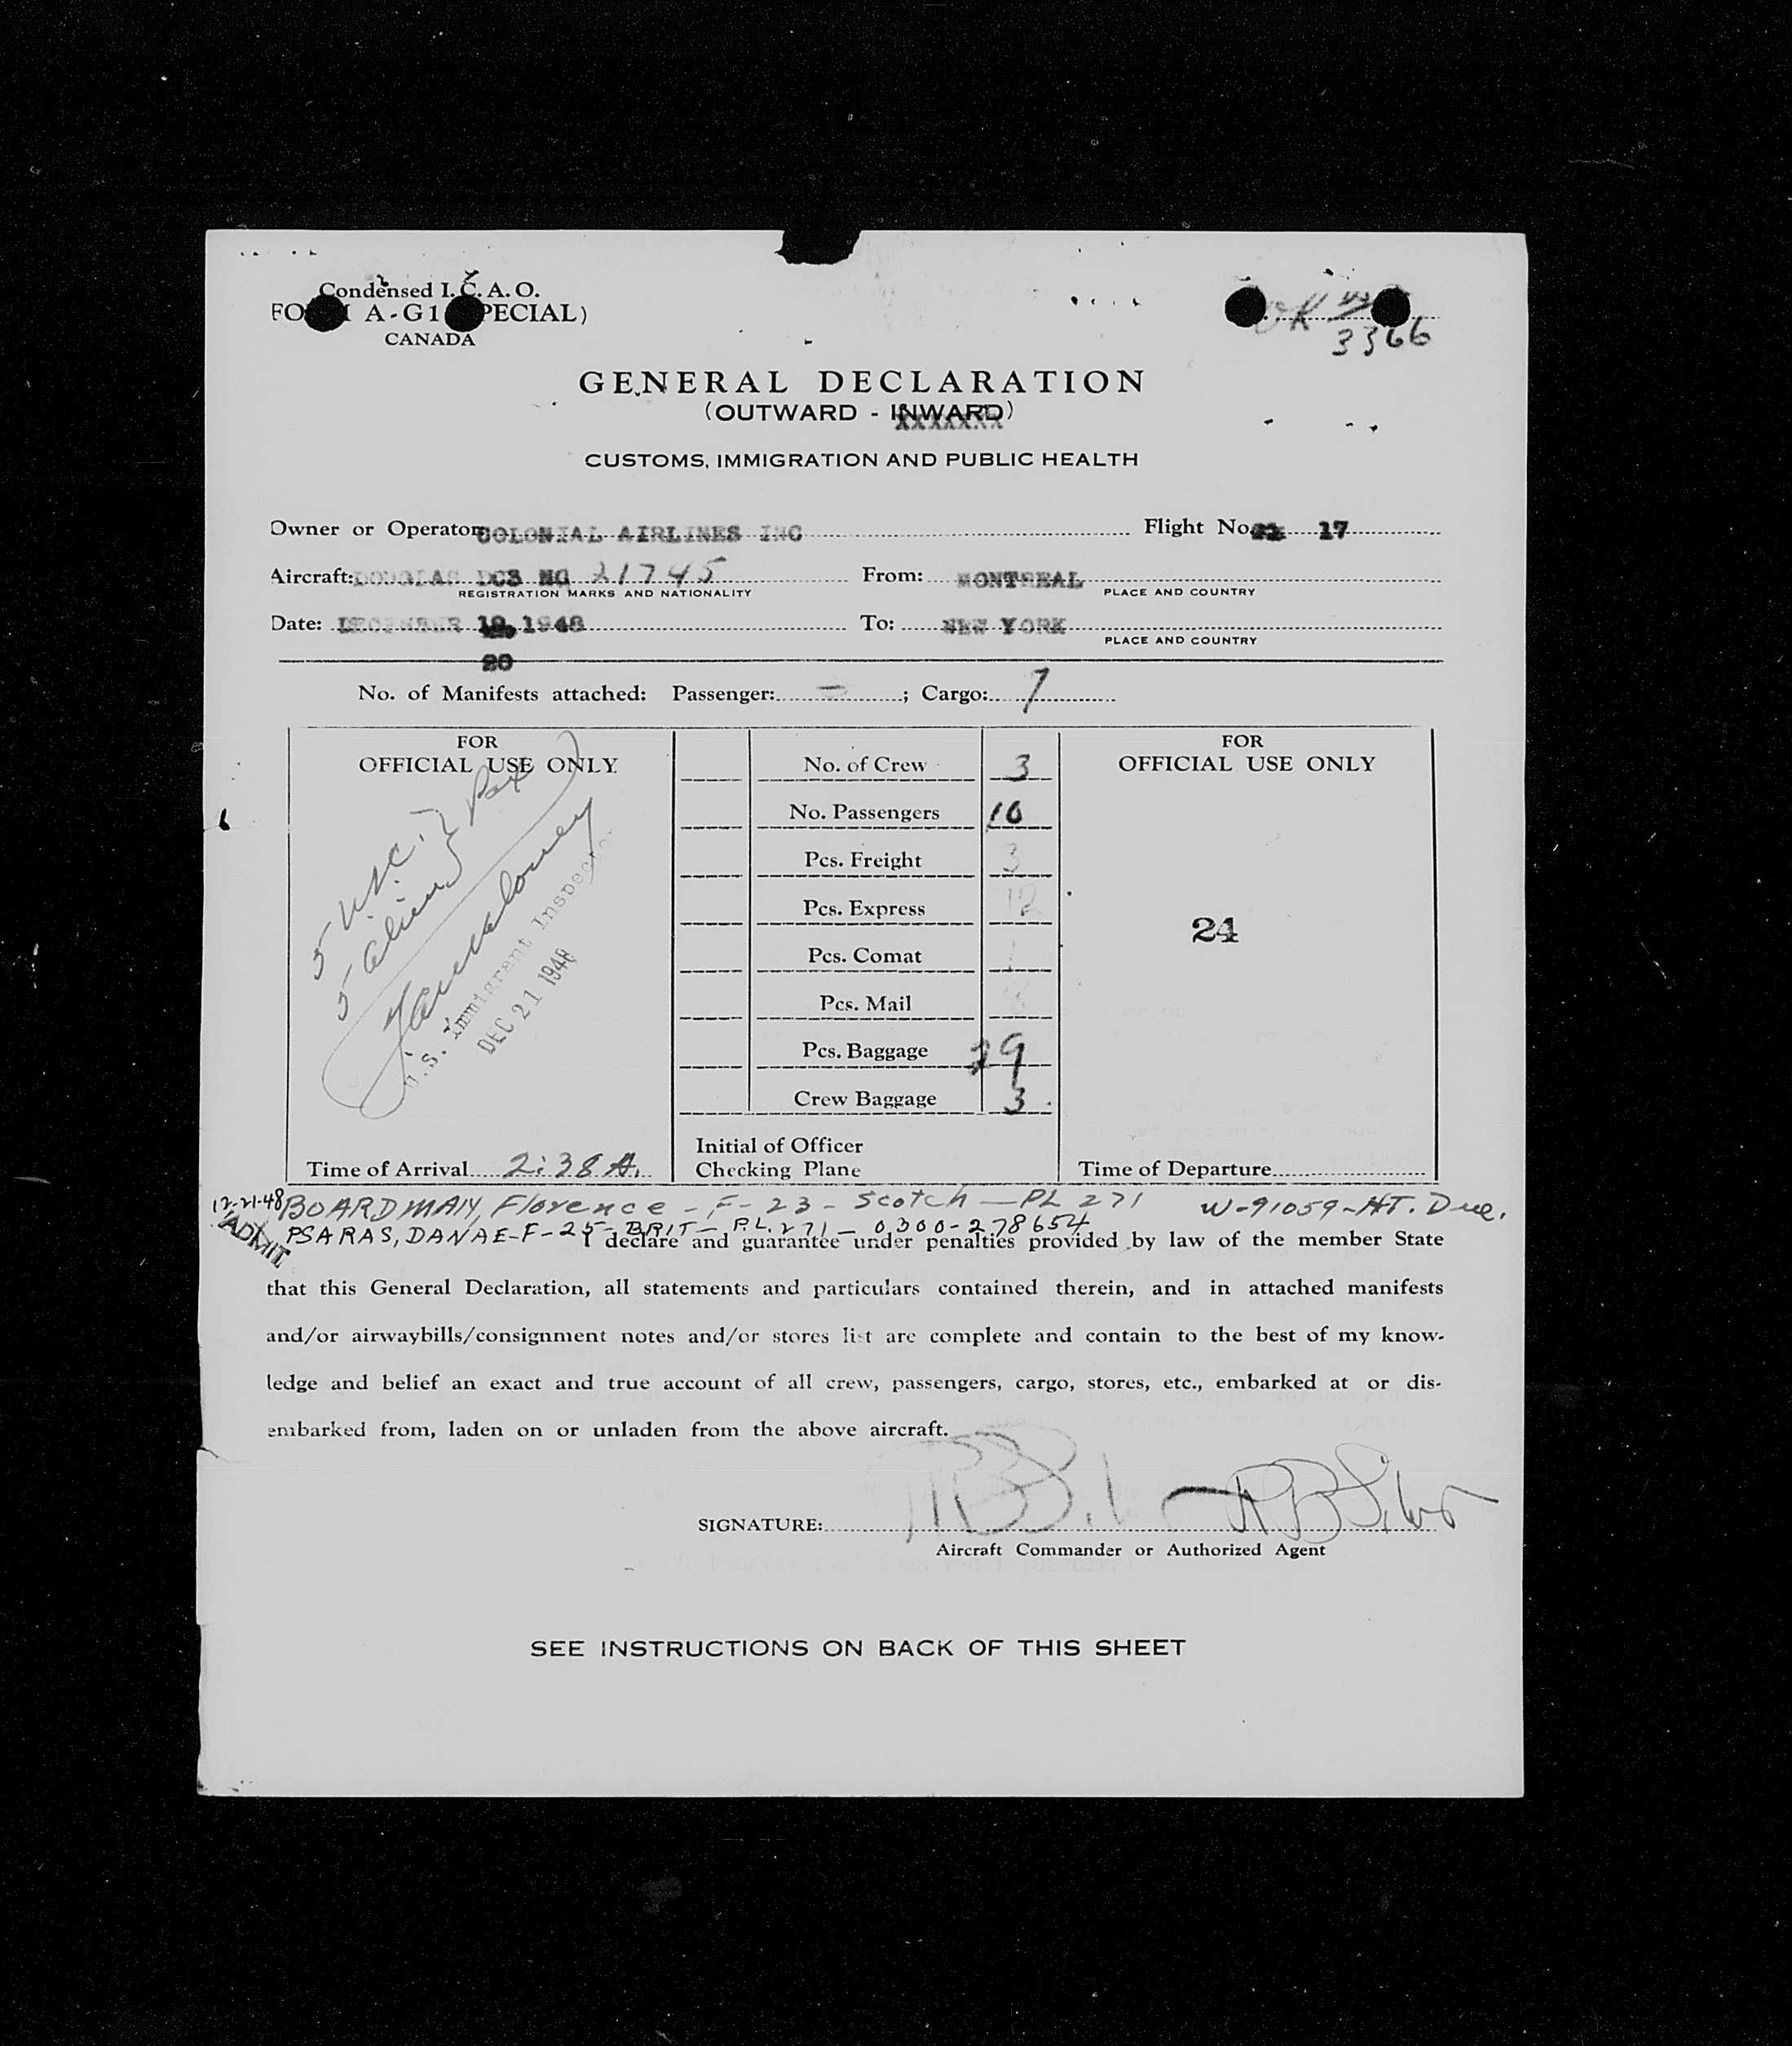 Condensed I. C. A. O.
A-G1
CANADA
3366
GENERAL DECLARATION
(OUTWARD - INWARD)
XXXXXXX
CUSTOMS, IMMIGRATION AND PUBLIC HEALTH
Owner or Operator: COLONIAL AIRLINES INC Flight No. 17
Aircraft: DOUGLAS DC3 NC 21745 From: MONTREAL
REGISTRATION MARKS AND NATIONALITY PLACE AND COUNTRY
Date: DECEMBER 1948 To: NEW YORK
PLACE AND COUNTRY
20
No. of Manifests attached: Passenger: — ; Cargo: 7
FOR
OFFICIAL USE ONLY
5 U.S.C. } Pax
5 alien
U.S. Immigrant Inspector
DEC 21 1948
Time of Arrival 2:38 A.
No. of Crew 3
No. Passengers 10
Pcs. Freight 3
Pcs. Express 12
Pcs. Comat 1
Pcs. Mail
Pcs. Baggage 29
Crew Baggage 3
Initial of Officer
Checking Plane
FOR
OFFICIAL USE ONLY
24
Time of Departure
12-21-48 BOARDMAN, Florence - F - 23 - Scotch - PL 271 W-91059-HT. Due.
ADMIT PSARAS, DANAE-F-25-BRIT-P.L. 271-0300-278654
I declare and guarantee under penalties provided by law of the member State
that this General Declaration, all statements and particulars contained therein, and in attached manifests
and/or airwaybills/consignment notes and/or stores list are complete and contain to the best of my know-
ledge and belief an exact and true account of all crew, passengers, cargo, stores, etc., embarked at or dis-
embarked from, laden on or unladen from the above aircraft.
SIGNATURE:
Aircraft Commander or Authorized Agent
SEE INSTRUCTIONS ON BACK OF THIS SHEET